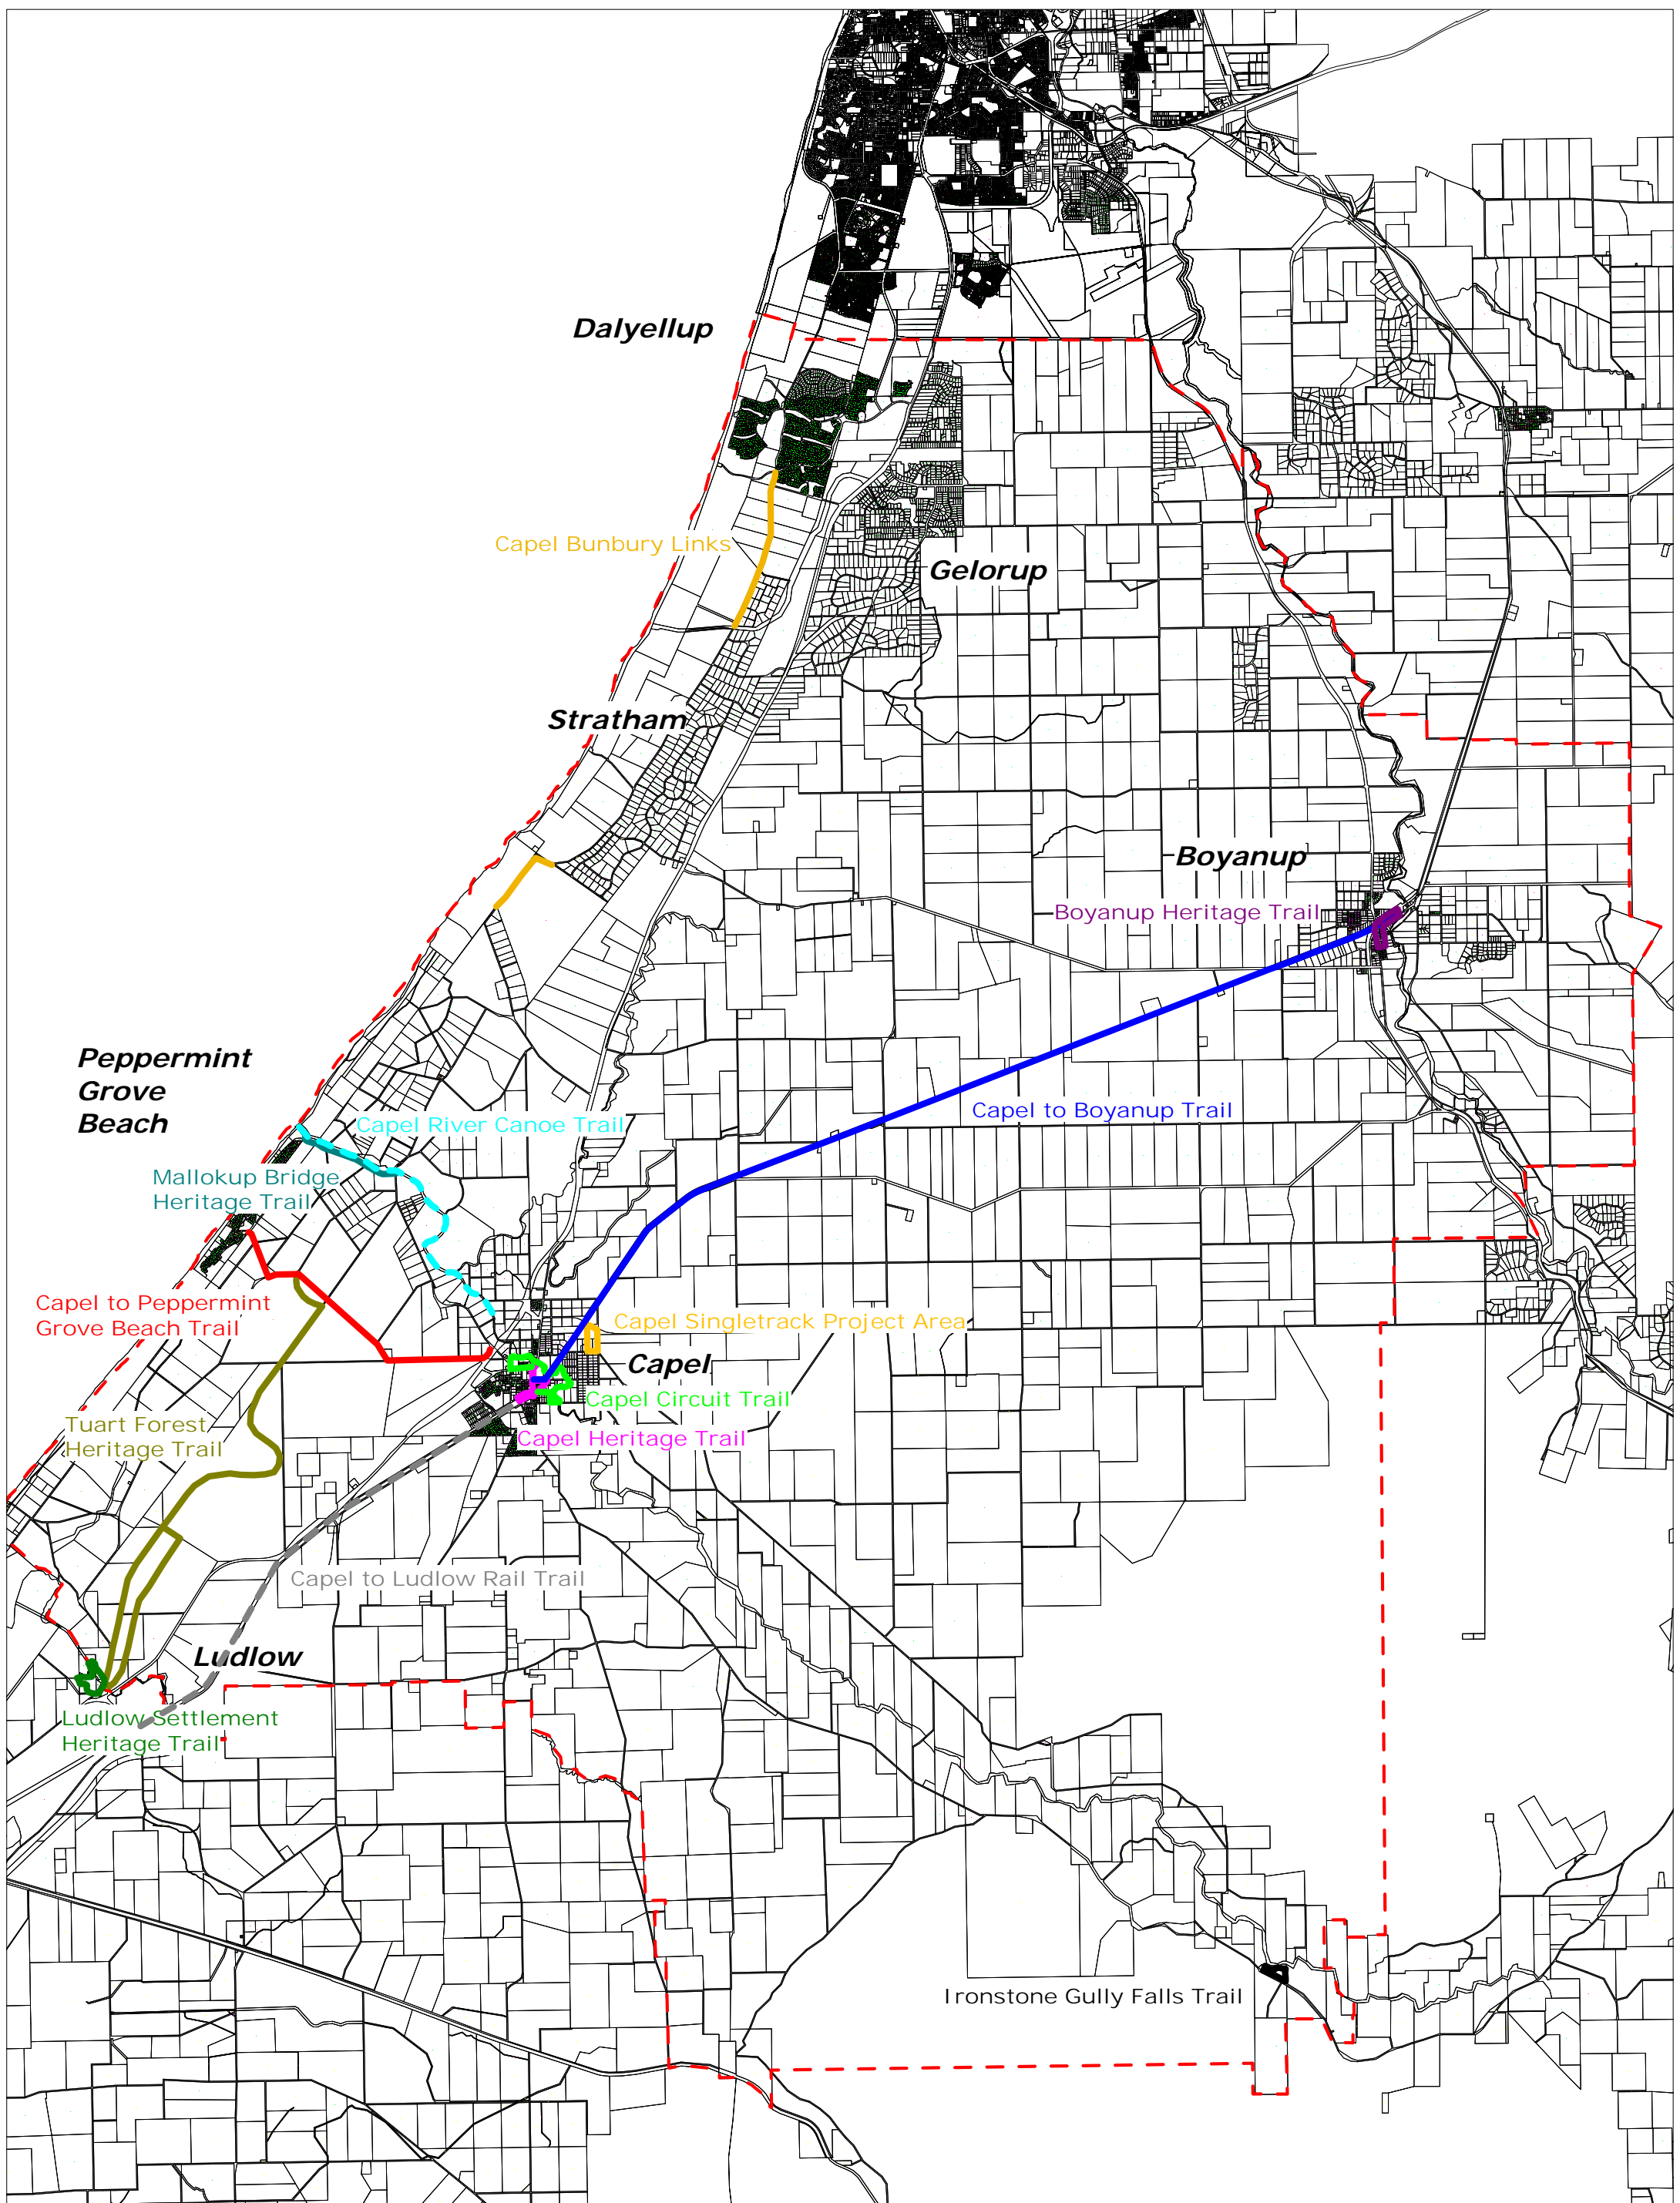 Dalyellup
Capel Bunbury Links
Gelorup
Stratham
Boyanup
Boyanup Heritage Trail
Peppermint
Grove
Beach
Capel to Boyanup Trail
Capel River Canoe Trail
Mallokup Bridge
Heritage Trail
Capel to Peppermint
Grove Beach Trail
Capel Singletrack Project Area
Capel
Capel Circuit Trail
Tuart Forest
Heritage Trail
Capel Heritage Trail
Capel to Ludlow Rail Trail
Ludlow
Ludlow Settlement
Heritage Trail
Ironstone Gully Falls Trail